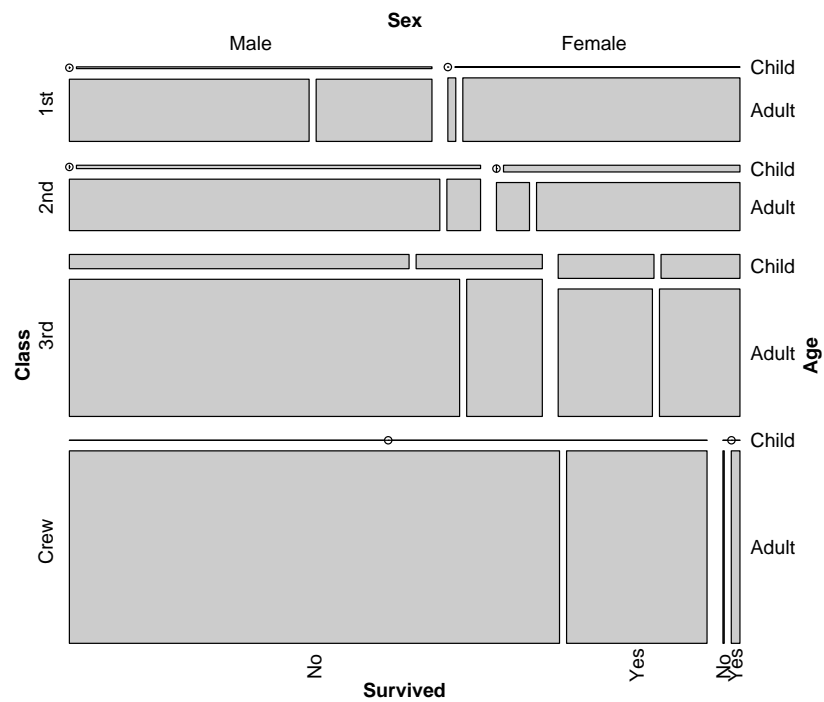 Sex
Male Female
1st Child
Adult
2nd Child
Adult
Class 3rd Child
Adult Age
Crew Child
Adult
No Yes No Yes
Survived